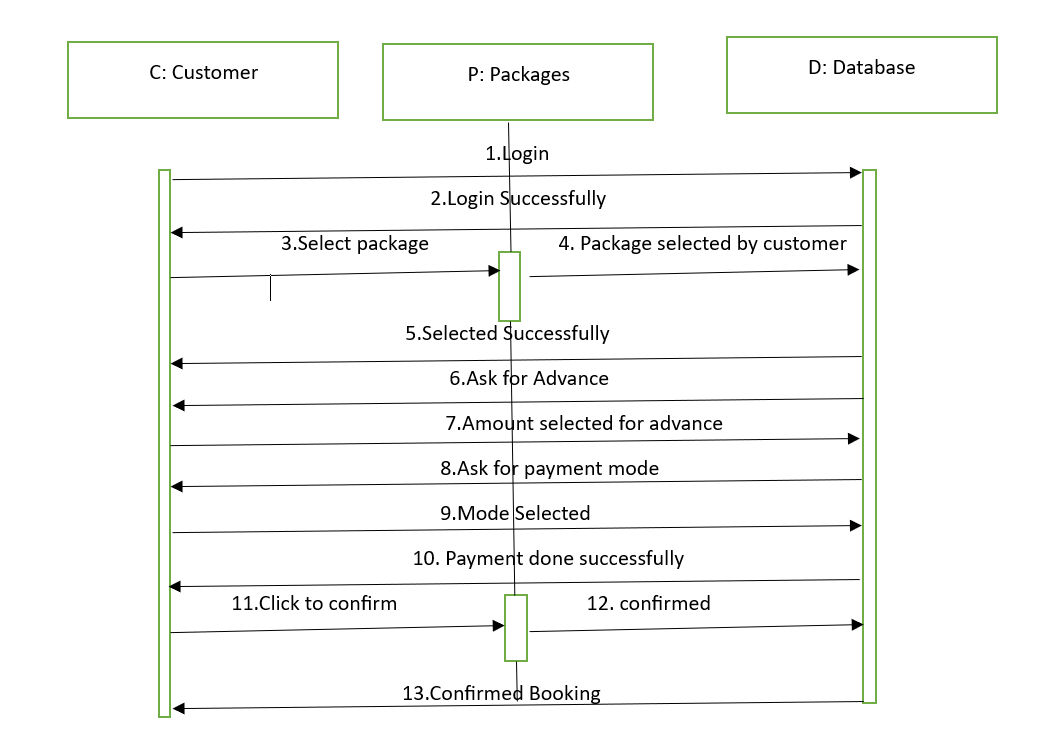 C: Customer
P: Packages
D: Database
1.Login
2.Login Successfully
3.Select package
4. Package selected by customer
5.Selected Successfully
6.Ask for Advance
7.Amount selected for advance
8.Ask for payment mode
9.Mode Selected
10. Payment done successfully
11.Click to confirm
12. confirmed
13.Confirmed Booking